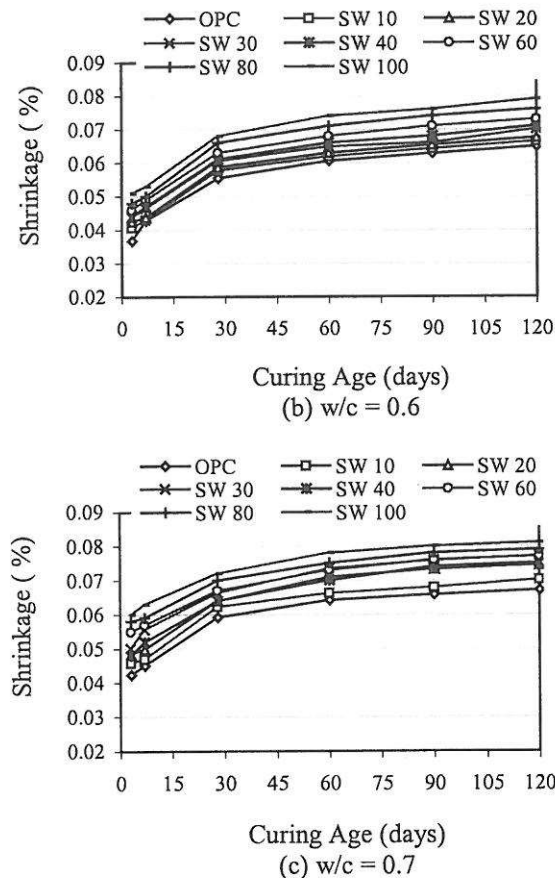 OPC SW 10 SW 20
SW 30 SW 40 SW 60
SW 80 SW 100
0.09
0.08
0.07
0.06
0.05
0.04
0.03
0.02
Shrinkage ( %)
0 15 30 45 60 75 90 105 120
Curing Age (days)
(b) w/c = 0.6
OPC SW 10 SW 20
SW 30 SW 40 SW 60
SW 80 SW 100
0.09
0.08
0.07
0.06
0.05
0.04
0.03
0.02
Shrinkage ( %)
0 15 30 45 60 75 90 105 120
Curing Age (days)
(c) w/c = 0.7